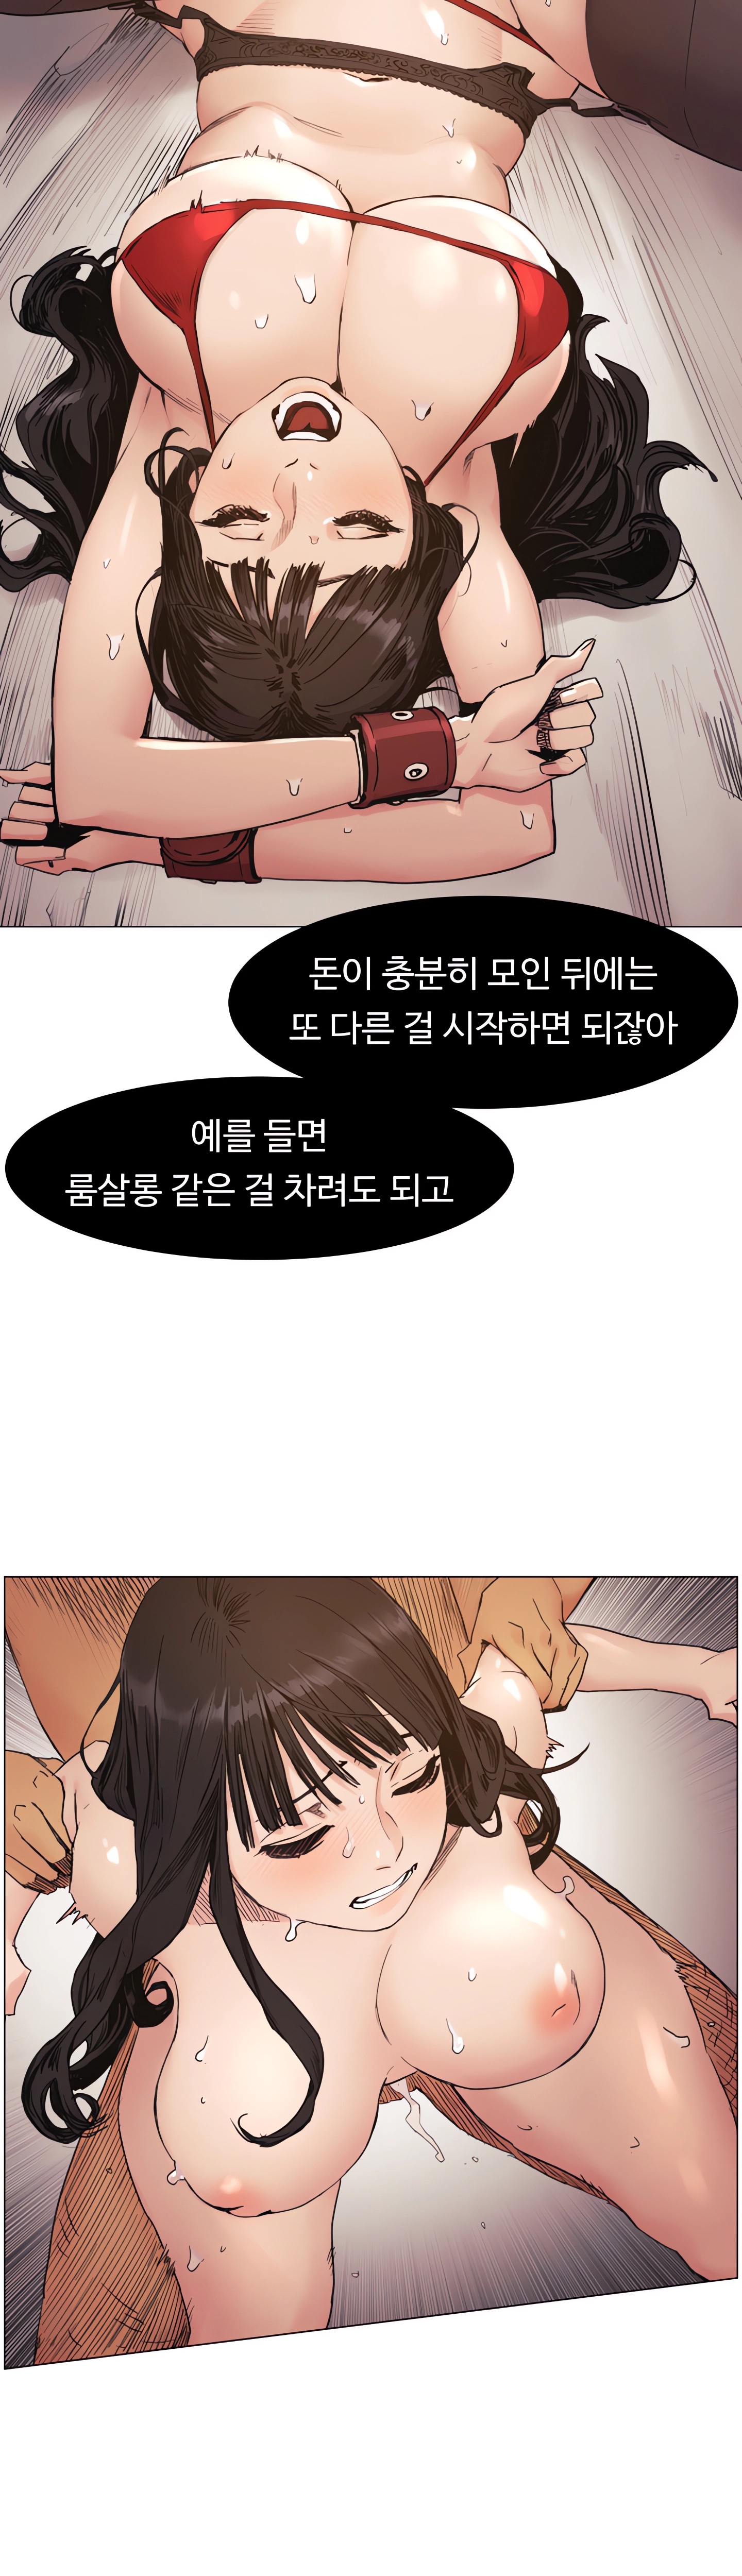 돈이 충분히 모인 뒤에는
또 다른 걸 시작하면 되잖아
예를 들면
룸살롱 같은 걸 차려도 되고